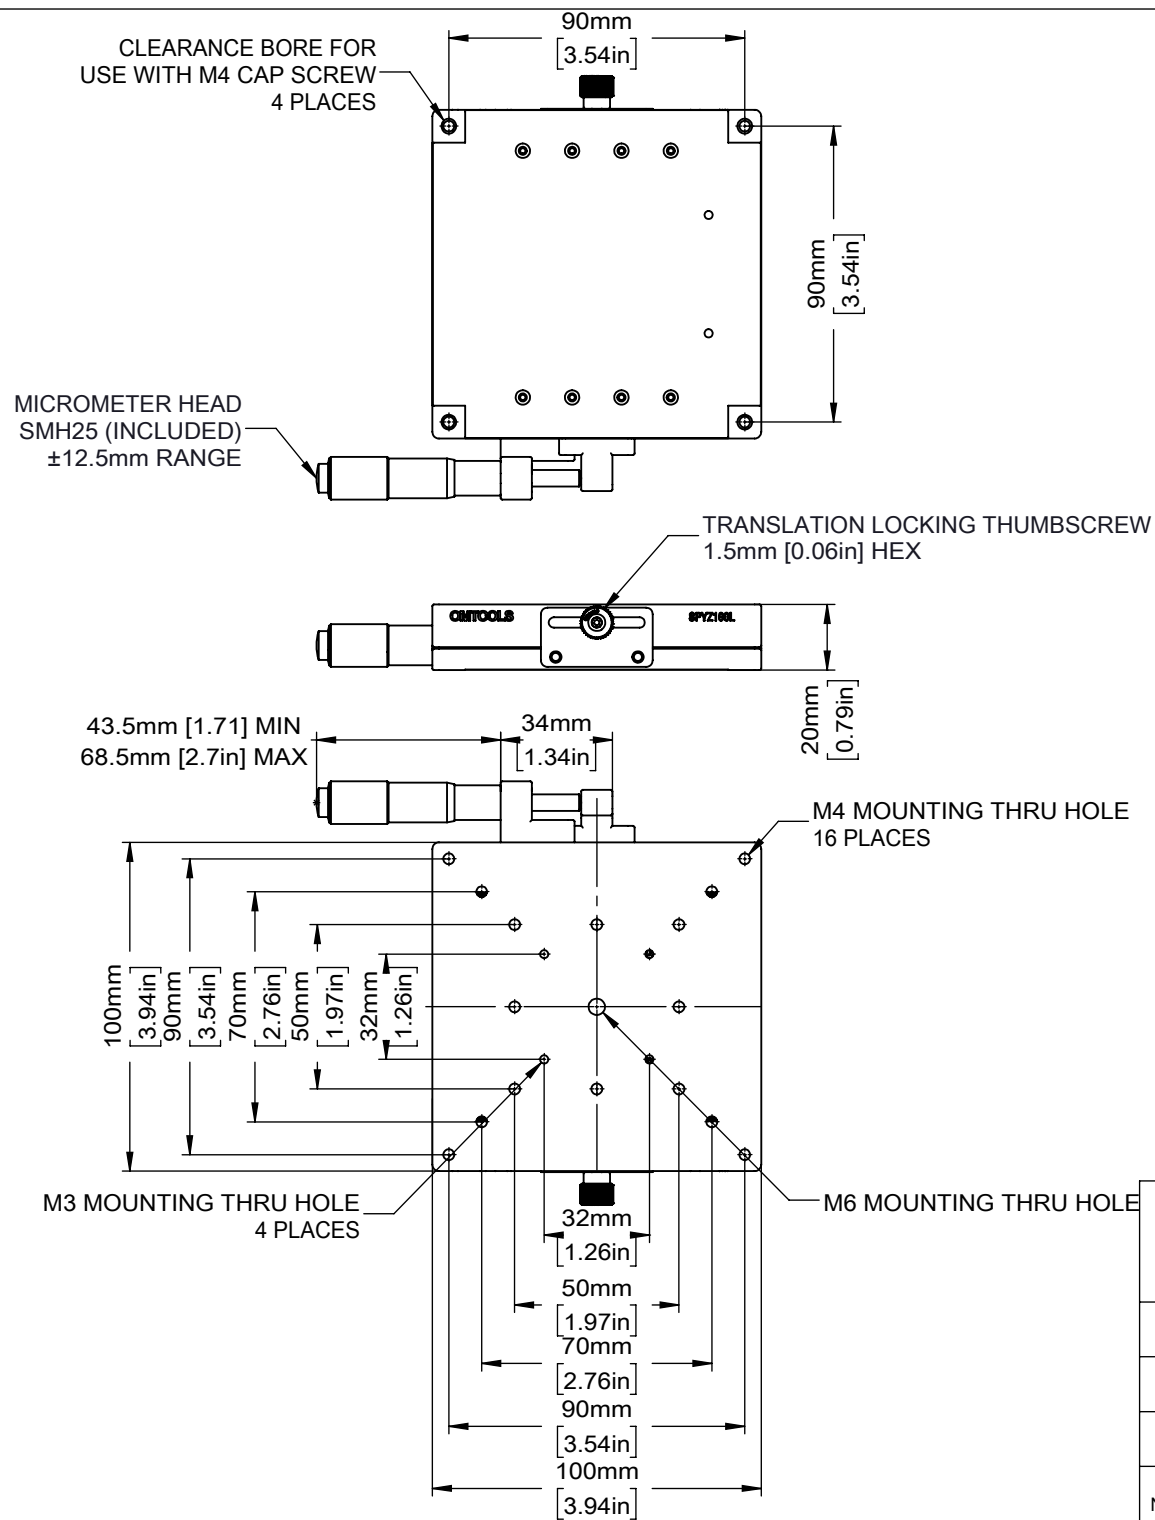 90mm
[3.54in]
CLEARANCE BORE FOR
USE WITH M4 CAP SCREW
4 PLACES
90mm
[3.54in]
MICROMETER HEAD
SMH25 (INCLUDED)
±12.5mm RANGE
TRANSLATION LOCKING THUMBSCREW
1.5mm [0.06in] HEX
OMTOOLS
20mm
[0.79in]
43.5mm [1.71] MIN
68.5mm [2.7in] MAX
34mm
[1.34in]
M4 MOUNTING THRU HOLE
16 PLACES
100mm
[3.94in]
90mm
[3.54in]
70mm
[2.76in]
50mm
[1.97in]
32mm
[1.26in]
M3 MOUNTING THRU HOLE
4 PLACES
M6 MOUNTING THRU HOLE
32mm
[1.26in]
50mm
[1.97in]
70mm
[2.76in]
90mm
[3.54in]
100mm
[3.94in]